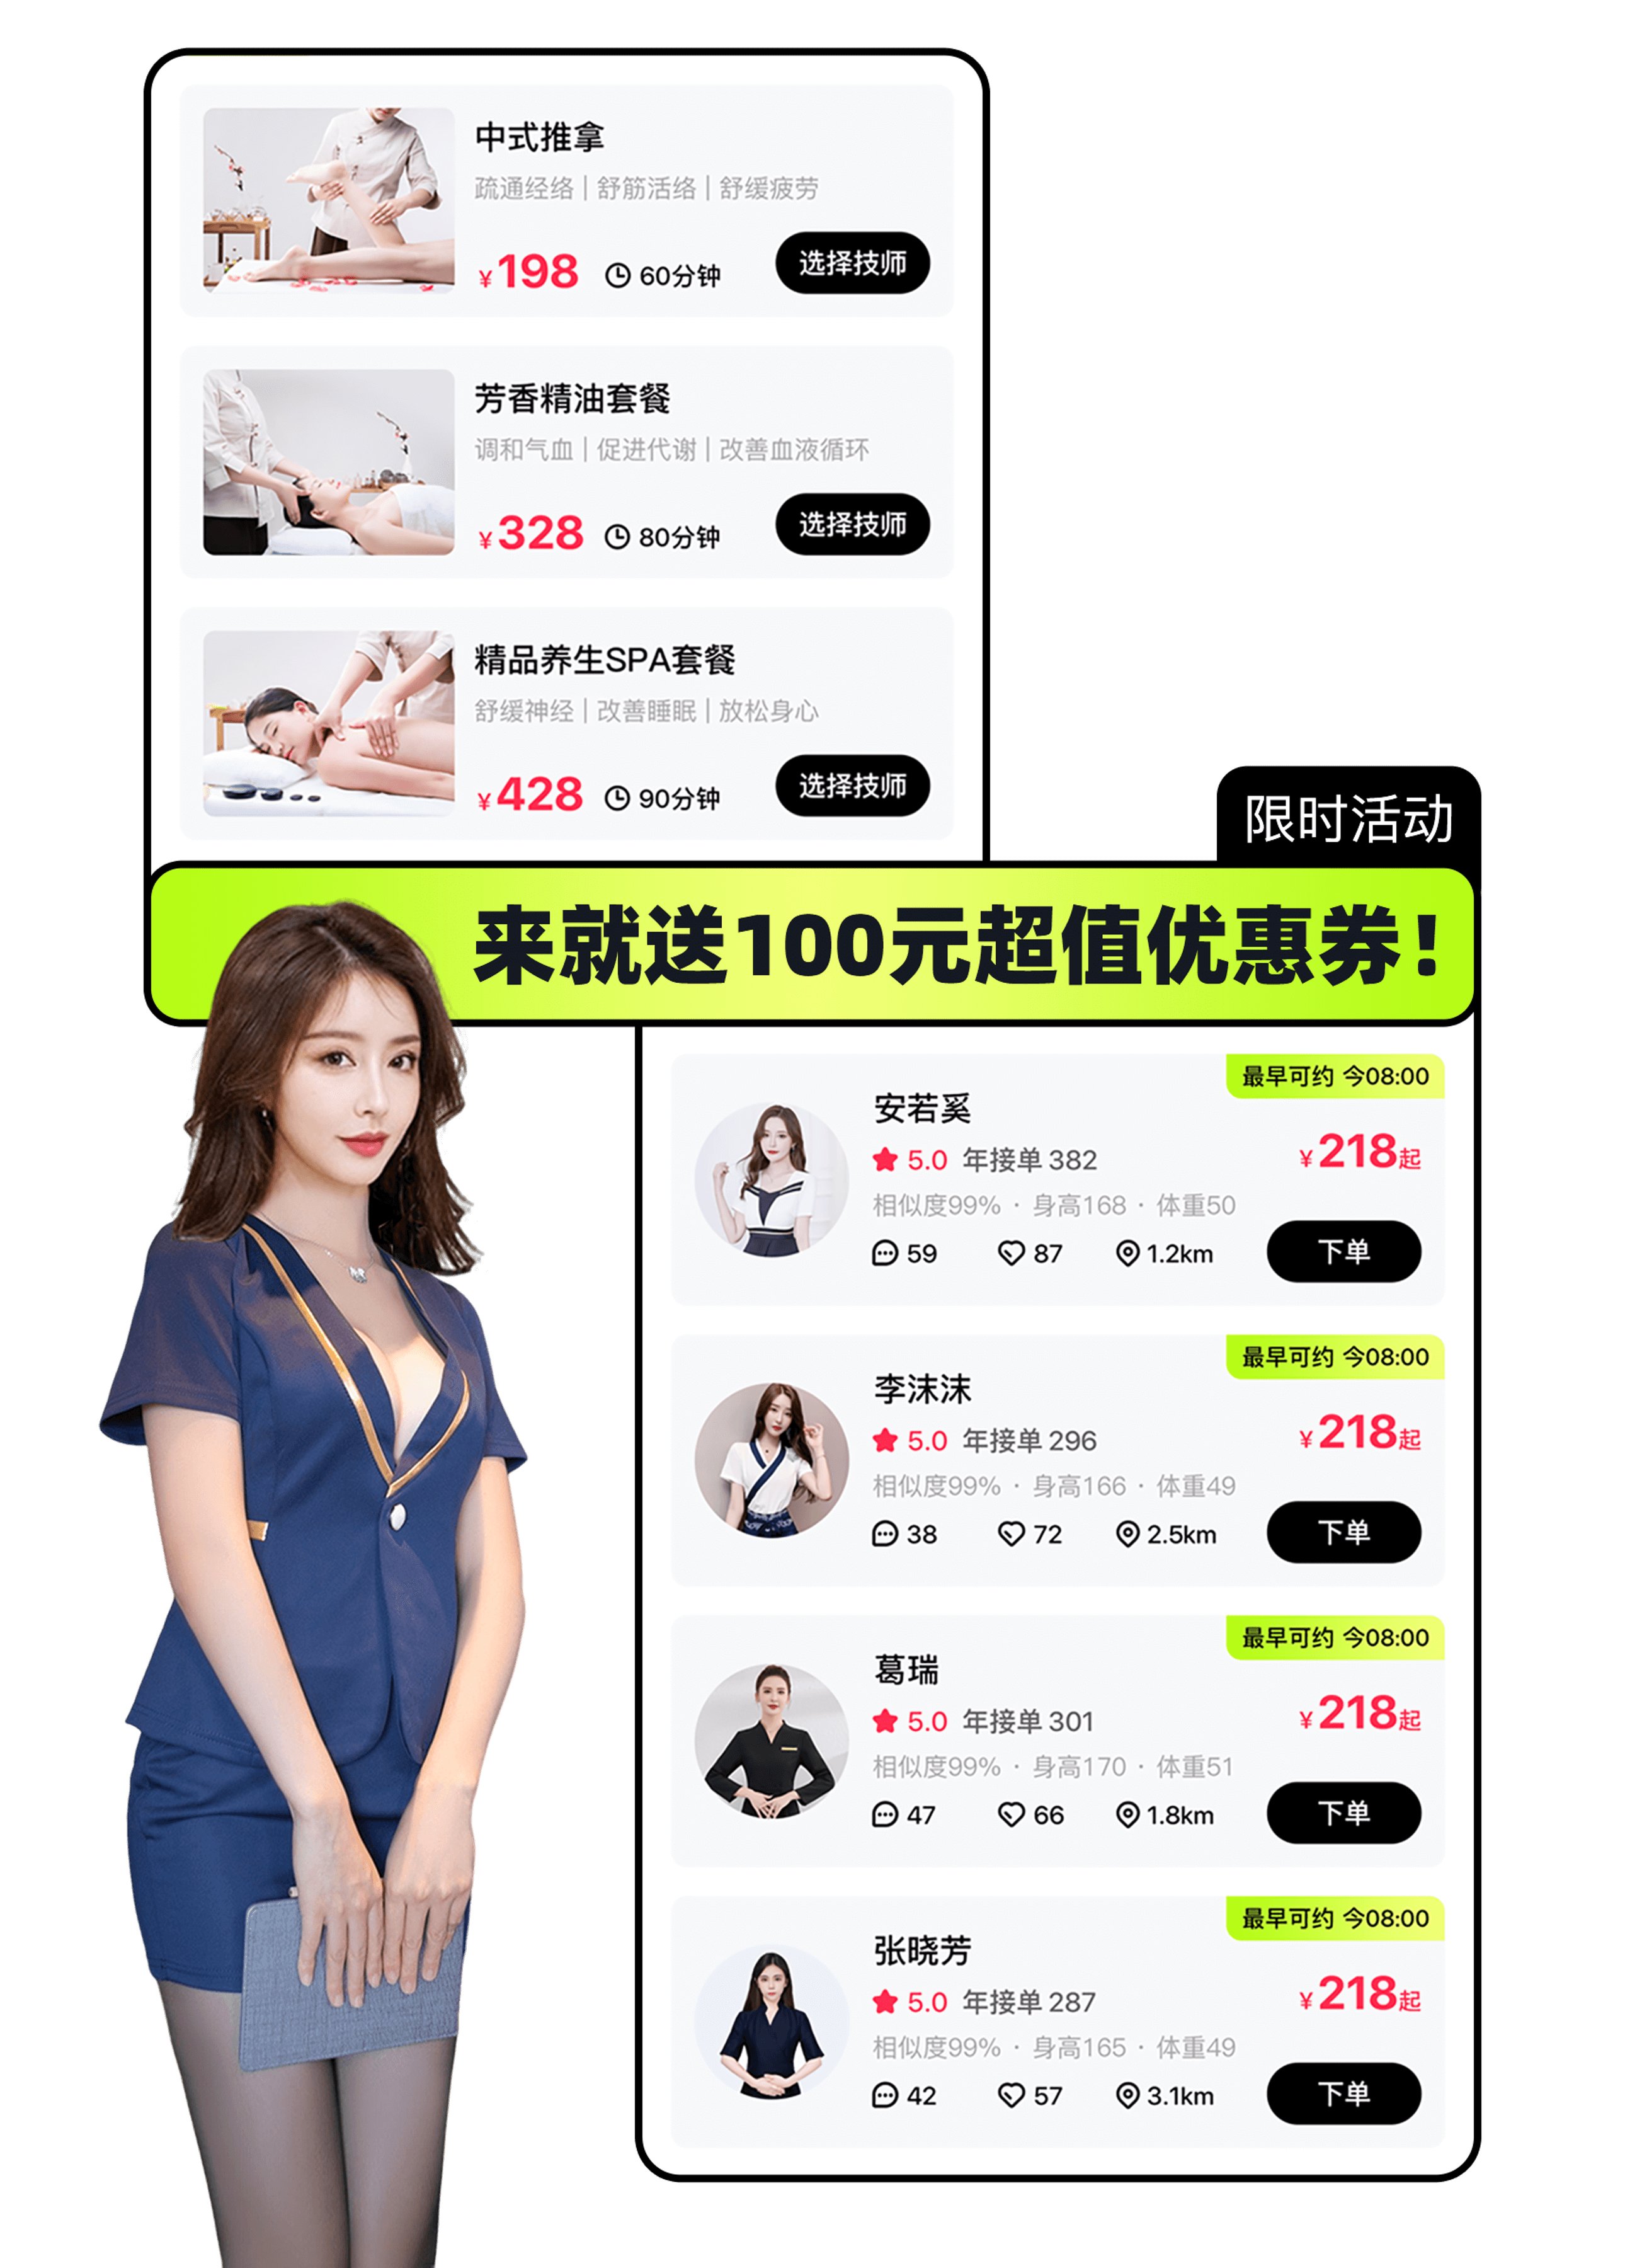 中式推拿
疏通经络 | 舒筋活络 | 舒缓疲劳
¥198 60分钟 选择技师
芳香精油套餐
调和气血 | 促进代谢 | 改善血液循环
¥328 80分钟 选择技师
精品养生SPA套餐
舒缓神经 | 改善睡眠 | 放松身心
¥428 90分钟 选择技师
限时活动
来就送100元超值优惠券！
最早可约 今08:00
安若奚
5.0 年接单 382 ¥218起
相似度99% · 身高168 · 体重50
59 87 1.2km 下单
最早可约 今08:00
李沫沫
5.0 年接单 296 ¥218起
相似度99% · 身高166 · 体重49
38 72 2.5km 下单
最早可约 今08:00
葛瑞
5.0 年接单 301 ¥218起
相似度99% · 身高170 · 体重51
47 66 1.8km 下单
最早可约 今08:00
张晓芳
5.0 年接单 287 ¥218起
相似度99% · 身高165 · 体重49
42 57 3.1km 下单